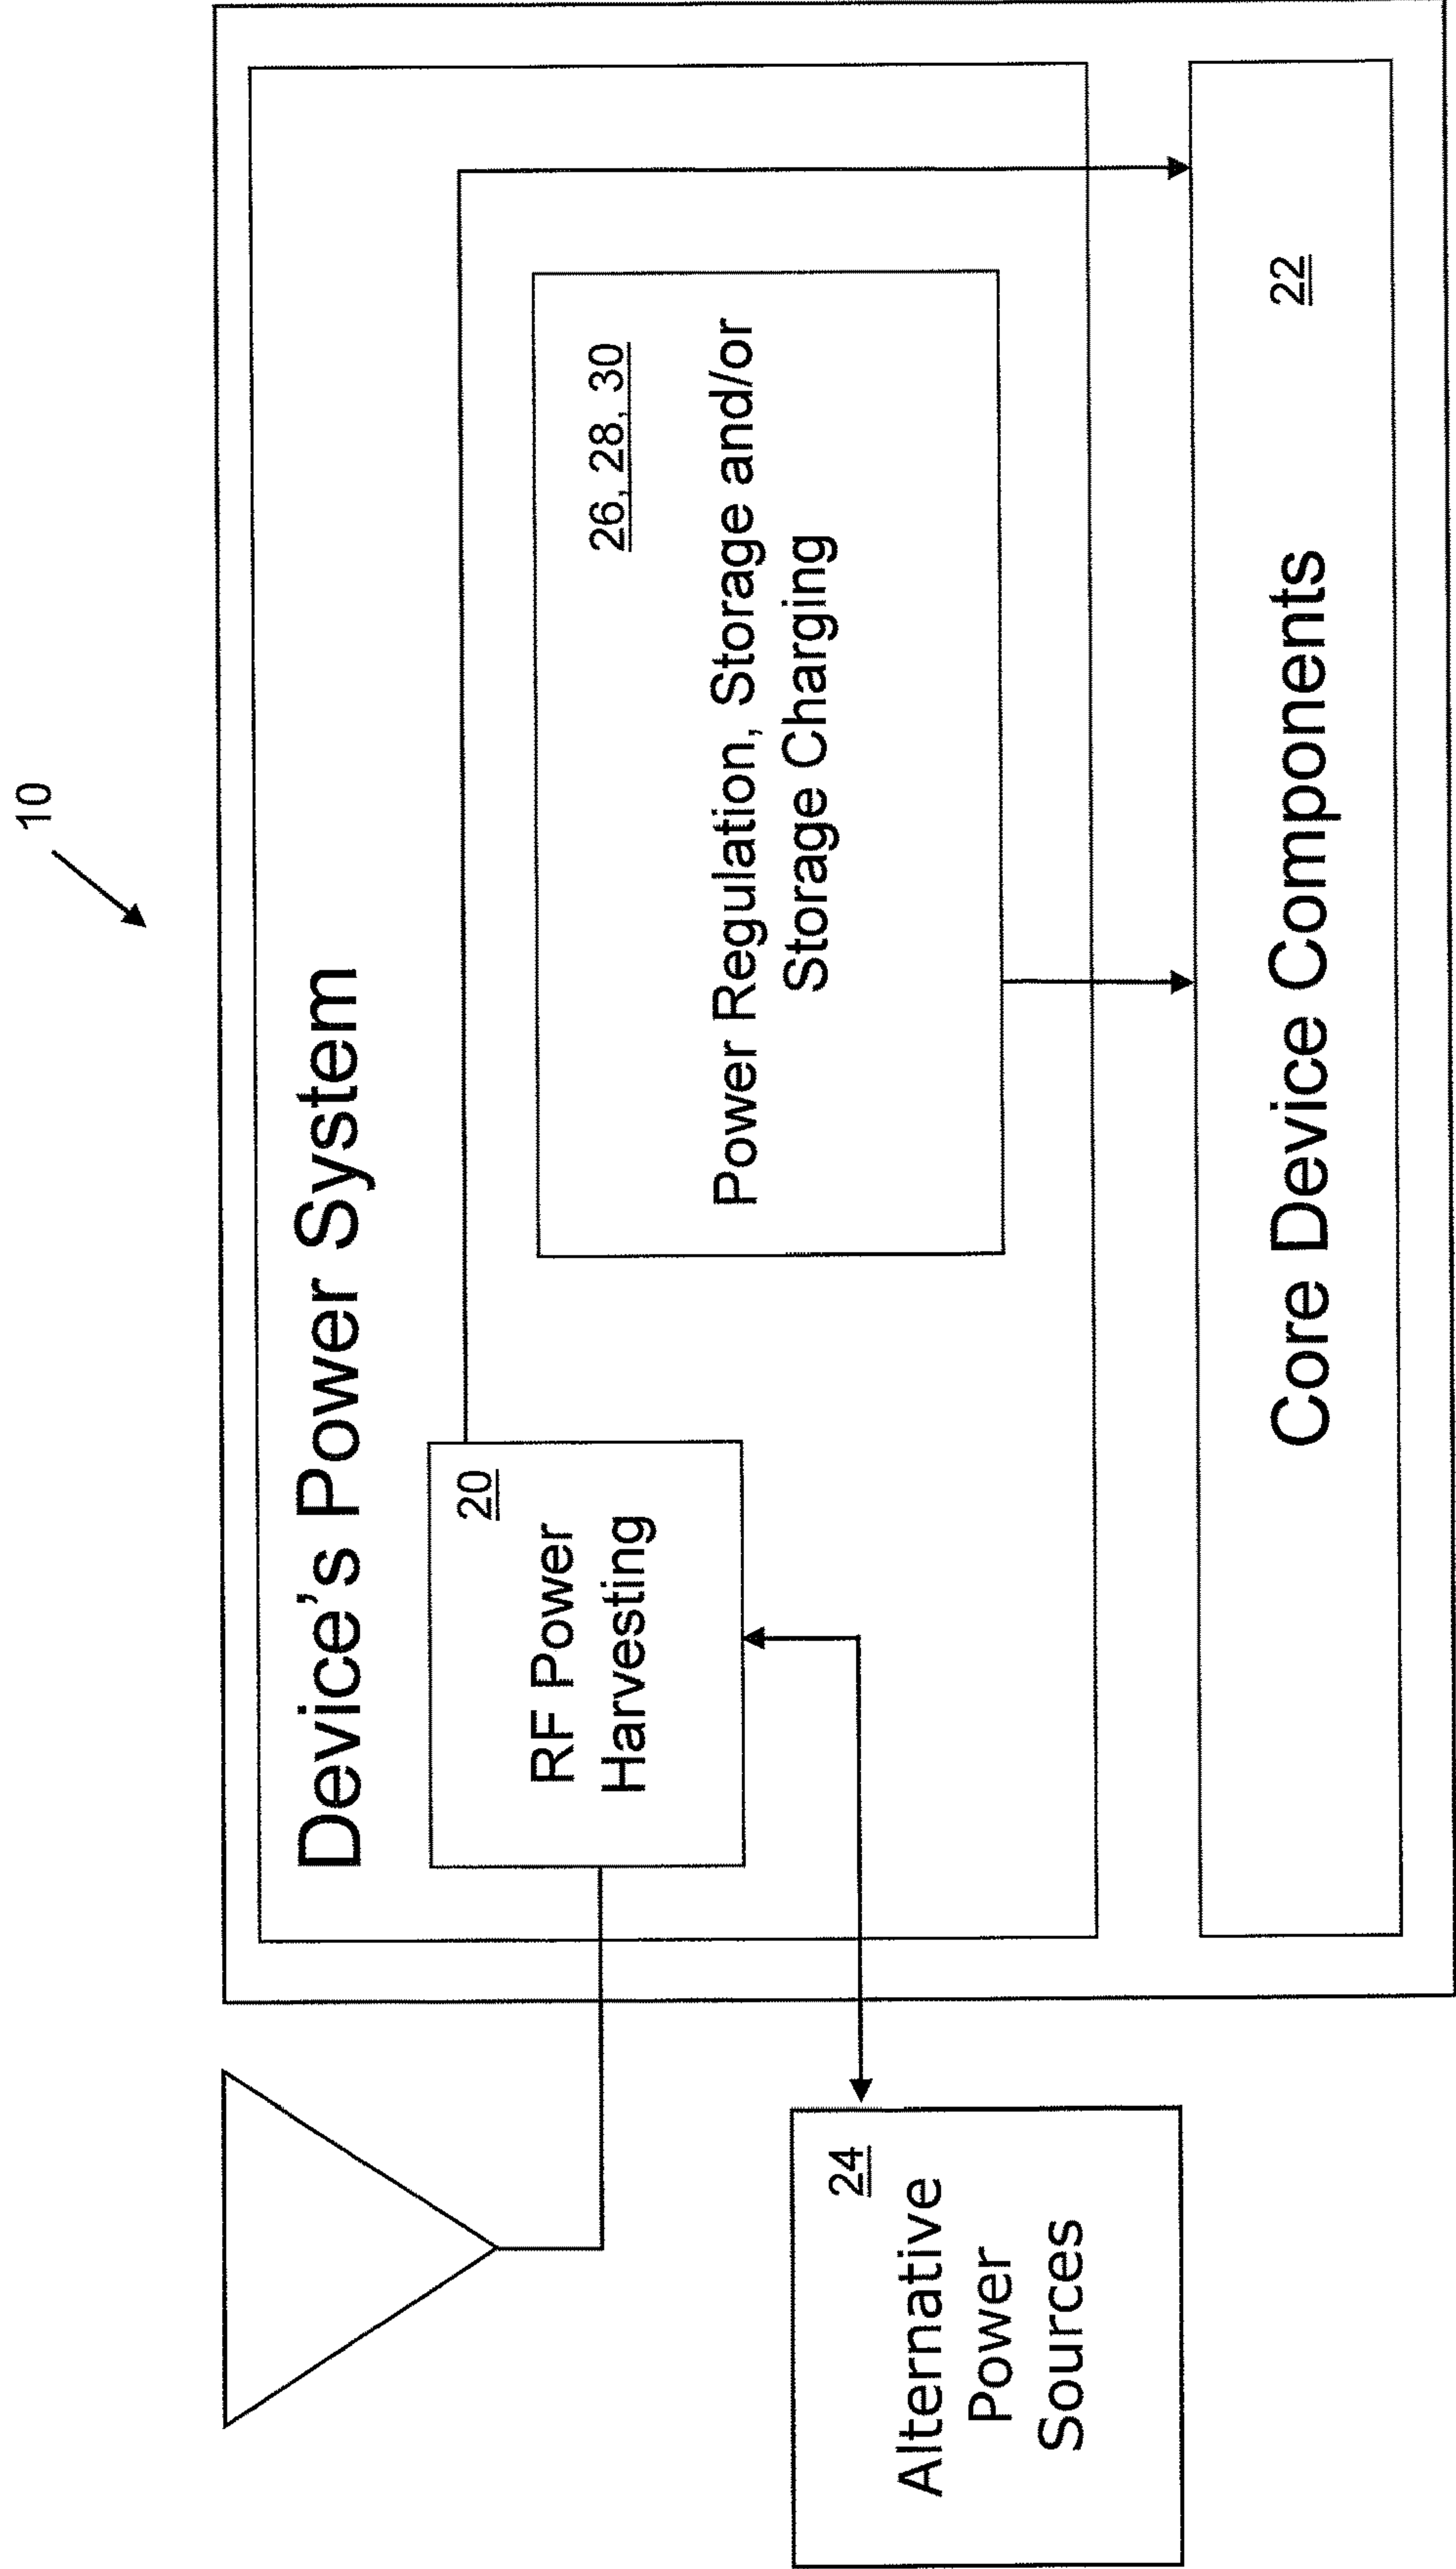 10
Device's Power System
20
RF Power
Harvesting
26, 28, 30
Power Regulation, Storage and/or
Storage Charging
24
Alternative
Power
Sources
22
Core Device Components